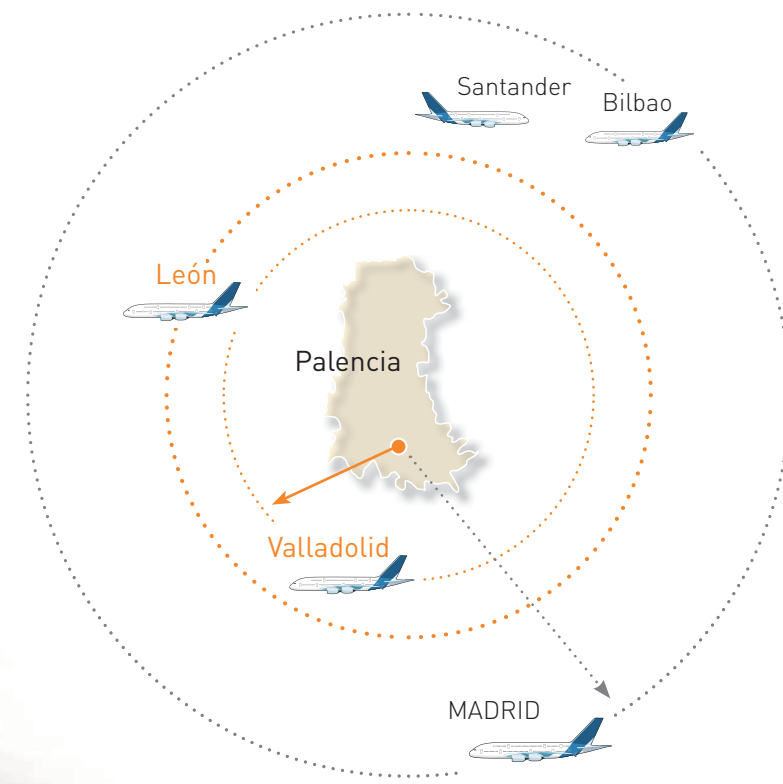 Santander
Bilbao
León
Palencia
Valladolid
MADRID